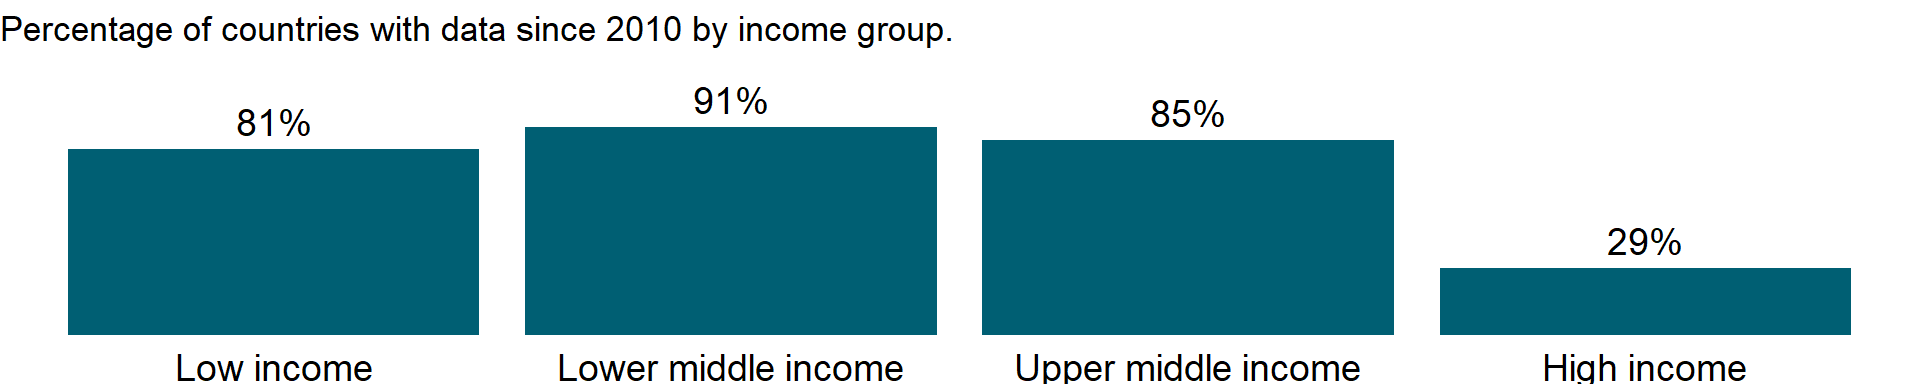 Percentage of countries with data since 2010 by income group.
81%
91%
85%
29%
Low income
Lower middle income
Upper middle income
High income